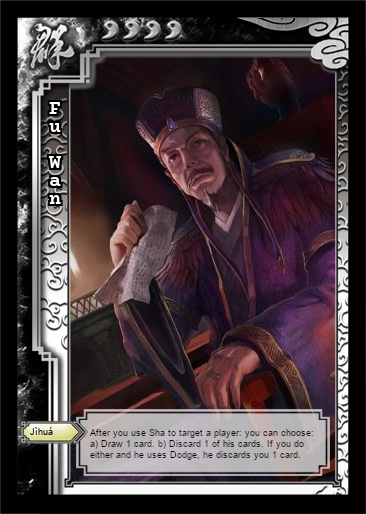 群
Fu Wan
Jìhuá
After you use Sha to target a player: you can choose:
a) Draw 1 card. b) Discard 1 of his cards. If you do
either and he uses Dodge, he discards you 1 card.